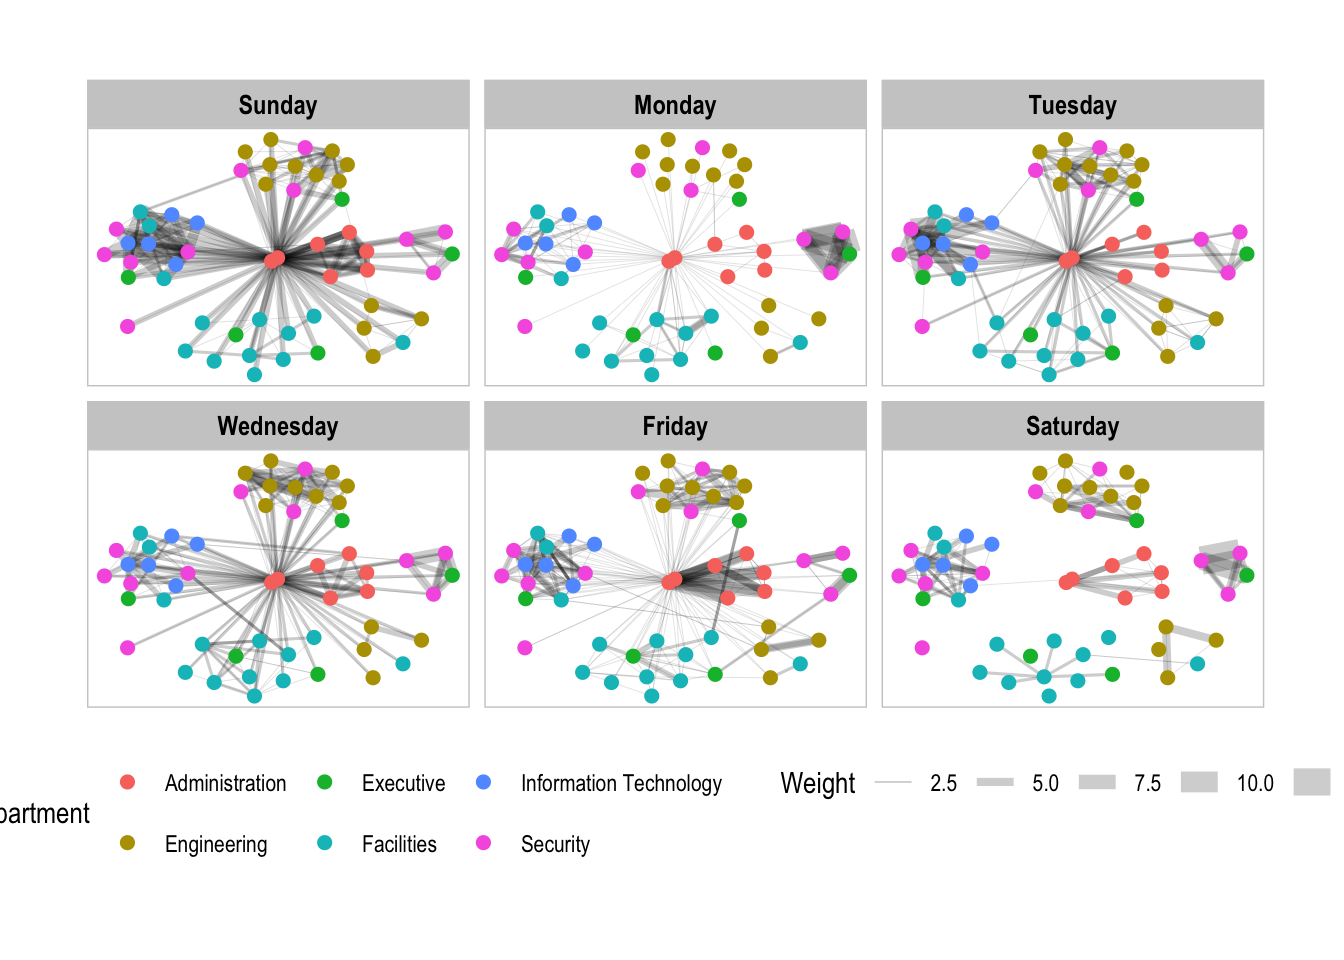 Sunday Monday Tuesday
Wednesday Friday Saturday
Administration Executive Information Technology Weight 2.5 5.0 7.5 10.0
partment
Engineering Facilities Security